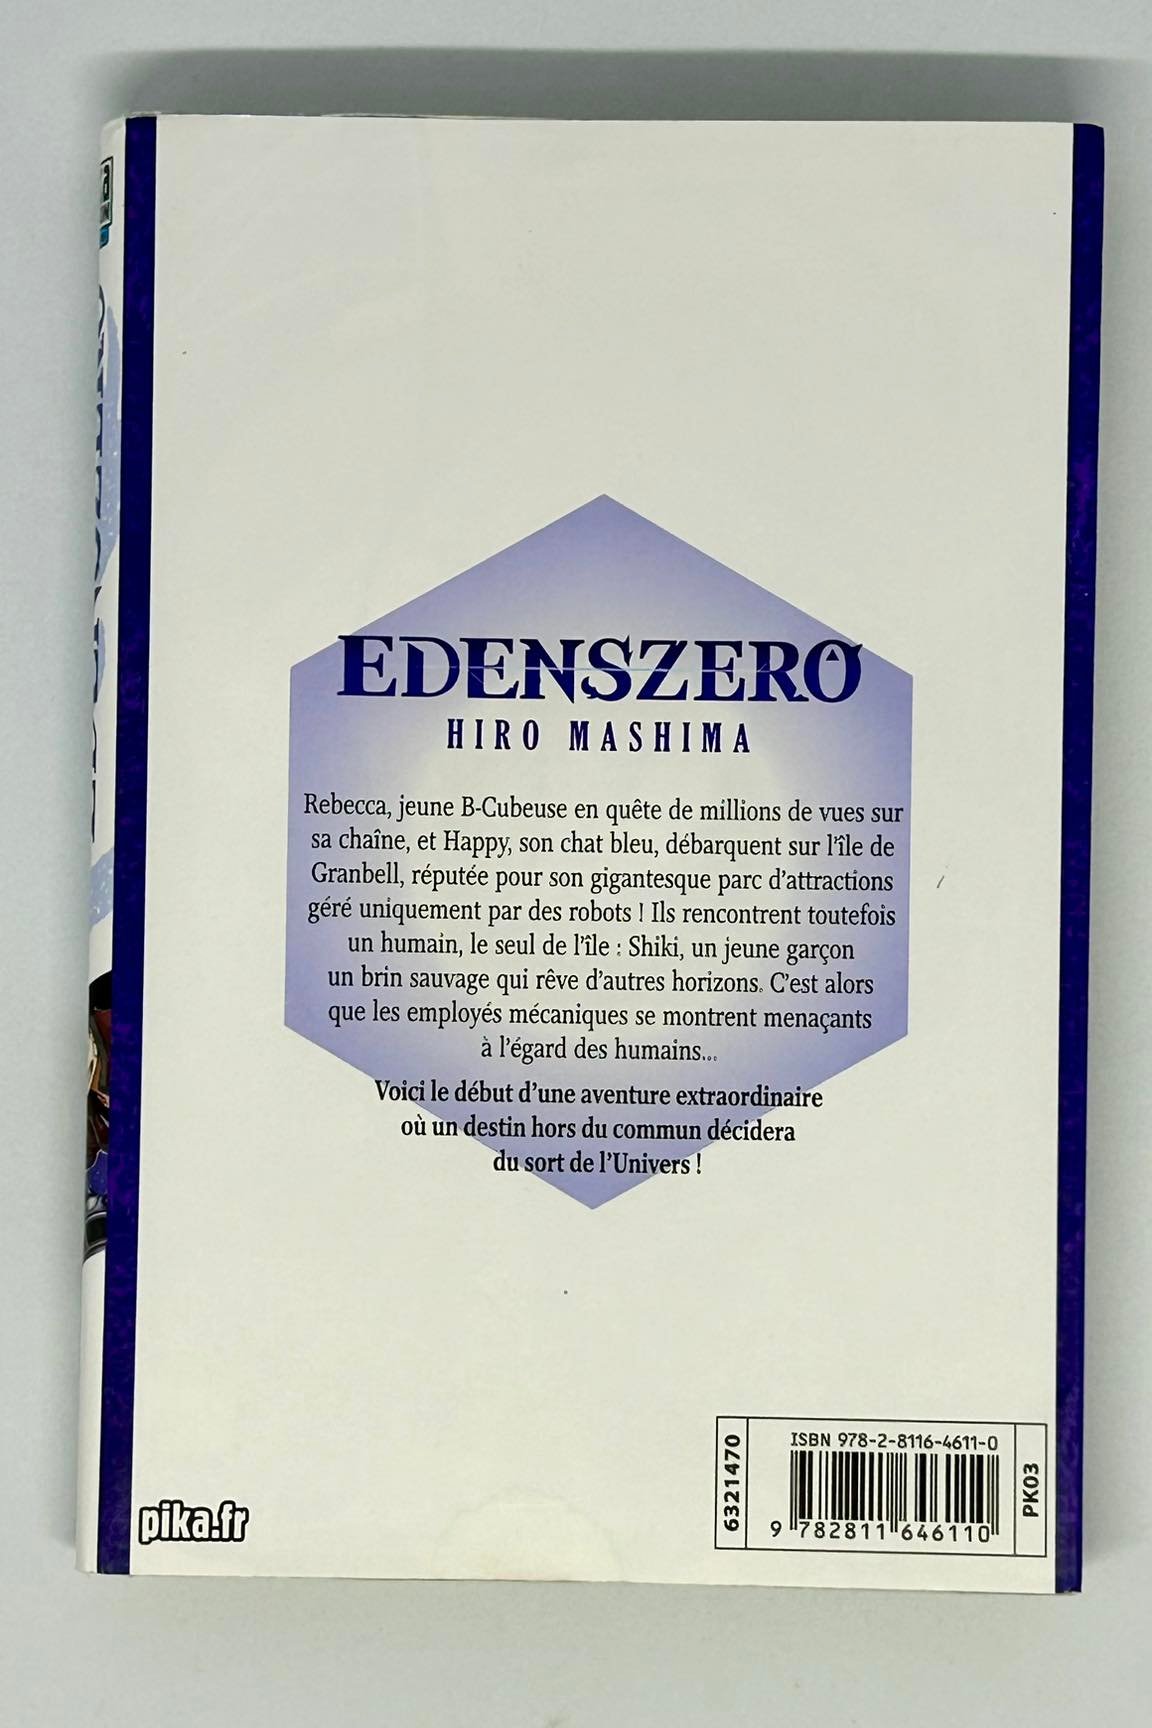 EDENSZERO
HIRO MASHIMA
Rebecca, jeune B-Cubeuse en quête de millions de vues sur
sa chaîne, et Happy, son chat bleu, débarquent sur l'île de
Granbell, réputée pour son gigantesque parc d'attractions
géré uniquement par des robots ! Ils rencontrent toutefois
un humain, le seul de l'île : Shiki, un jeune garçon
un brin sauvage qui rêve d'autres horizons. C'est alors
que les employés mécaniques se montrent menaçants
à l'égard des humains...
Voici le début d'une aventure extraordinaire
où un destin hors du commun décidera
du sort de l'Univers !
pika.fr
6321470
ISBN 978-2-8116-4611-0
9 782811 646110
PK03